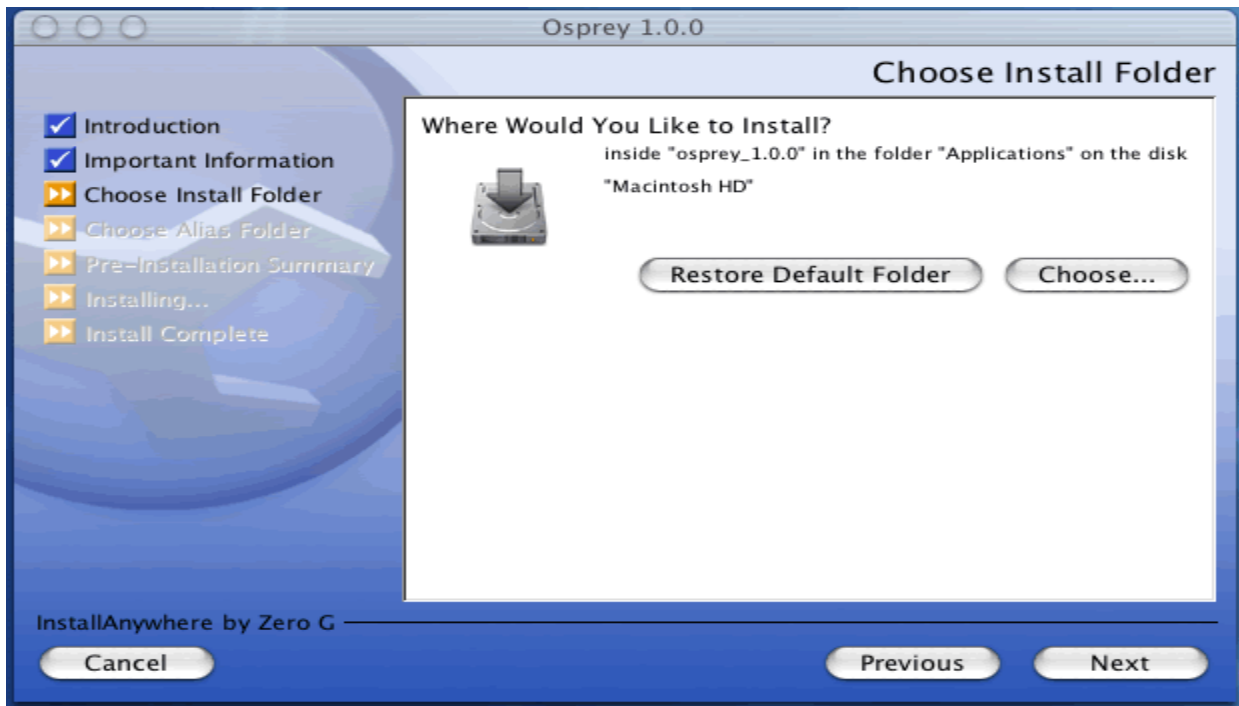 Osprey 1.0.0
Choose Install Folder
Introduction
Important Information
Choose Install Folder
Choose Alias Folder
Pre-Installation Summary
Installing...
Install Complete
Where Would You Like to Install?
inside "osprey_1.0.0" in the folder "Applications" on the disk
"Macintosh HD"
Restore Default Folder
Choose...
InstallAnywhere by Zero G
Cancel
Previous
Next